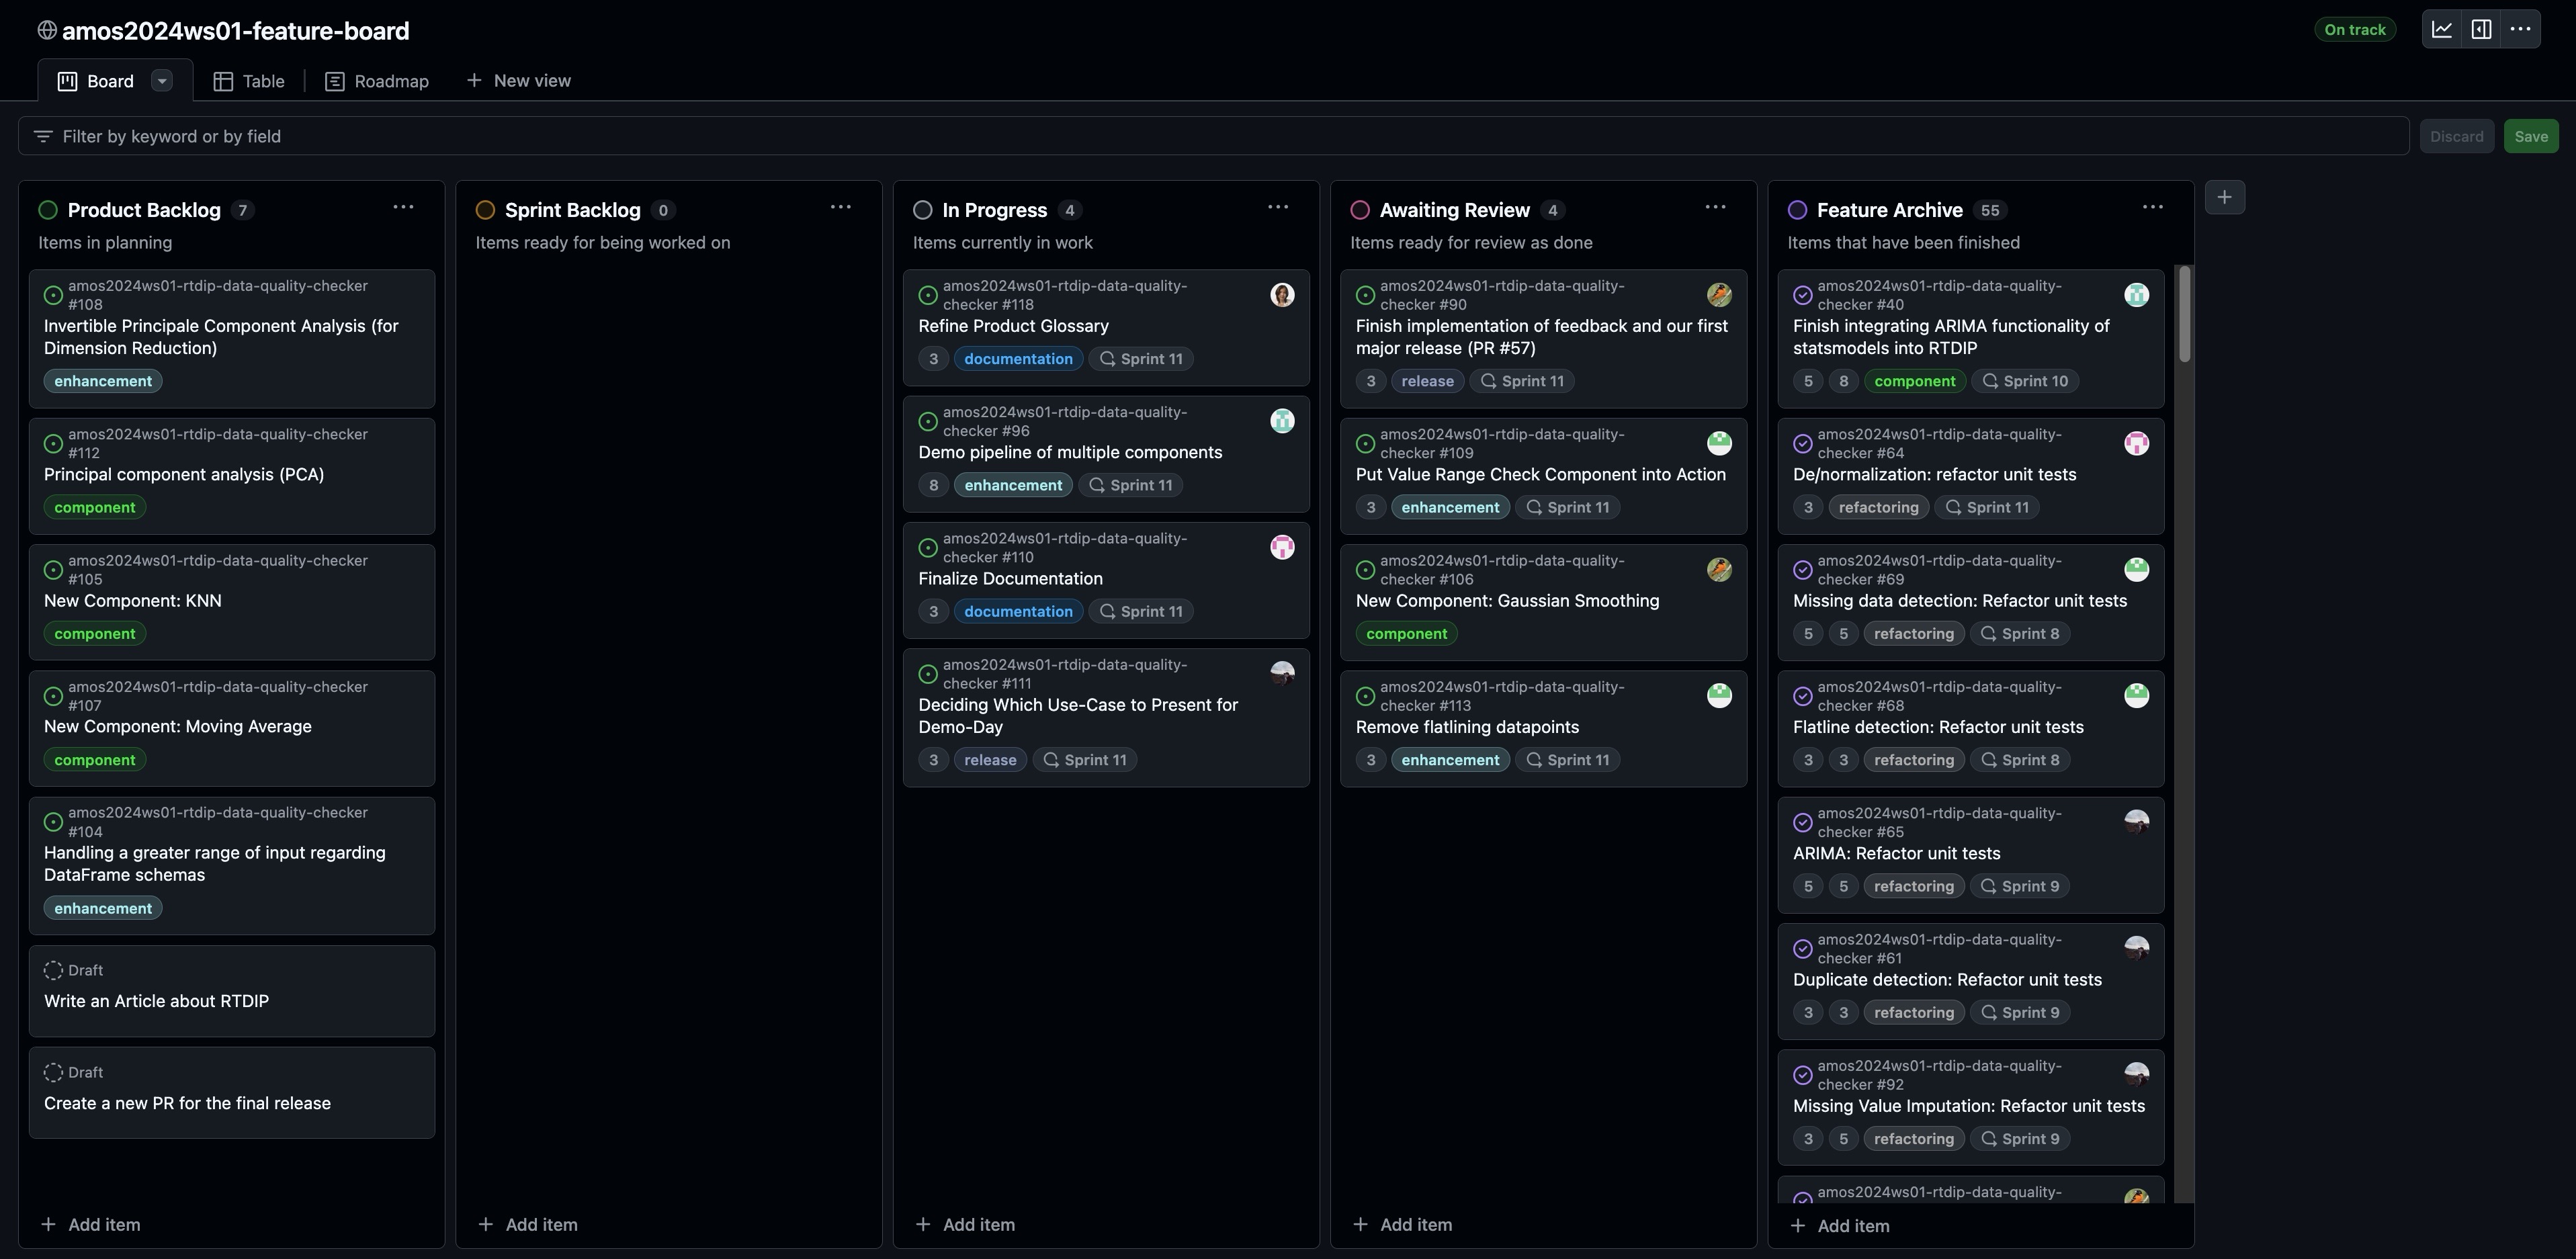 amos2024ws01-feature-board
On track
Board
Table
Roadmap
New view
Filter by keyword or by field
Discard
Save
Product Backlog 7
Items in planning
amos2024ws01-rtdip-data-quality-checker
#108
Invertible Principale Component Analysis (for
Dimension Reduction)
enhancement
amos2024ws01-rtdip-data-quality-checker
#112
Principal component analysis (PCA)
component
amos2024ws01-rtdip-data-quality-checker
#105
New Component: KNN
component
amos2024ws01-rtdip-data-quality-checker
#107
New Component: Moving Average
component
amos2024ws01-rtdip-data-quality-checker
#104
Handling a greater range of input regarding
DataFrame schemas
enhancement
Draft
Write an Article about RTDIP
Draft
Create a new PR for the final release
Add item
Sprint Backlog 0
Items ready for being worked on
Add item
In Progress 4
Items currently in work
amos2024ws01-rtdip-data-quality-
checker #118
Refine Product Glossary
3 documentation Sprint 11
amos2024ws01-rtdip-data-quality-
checker #96
Demo pipeline of multiple components
8 enhancement Sprint 11
amos2024ws01-rtdip-data-quality-
checker #110
Finalize Documentation
3 documentation Sprint 11
amos2024ws01-rtdip-data-quality-
checker #111
Deciding Which Use-Case to Present for
Demo-Day
3 release Sprint 11
Add item
Awaiting Review 4
Items ready for review as done
amos2024ws01-rtdip-data-quality-
checker #90
Finish implementation of feedback and our first
major release (PR #57)
3 release Sprint 11
amos2024ws01-rtdip-data-quality-
checker #109
Put Value Range Check Component into Action
3 enhancement Sprint 11
amos2024ws01-rtdip-data-quality-
checker #106
New Component: Gaussian Smoothing
component
amos2024ws01-rtdip-data-quality-
checker #113
Remove flatlining datapoints
3 enhancement Sprint 11
Add item
Feature Archive 55
Items that have been finished
amos2024ws01-rtdip-data-quality-
checker #40
Finish integrating ARIMA functionality of
statsmodels into RTDIP
5 8 component Sprint 10
amos2024ws01-rtdip-data-quality-
checker #64
De/normalization: refactor unit tests
3 refactoring Sprint 11
amos2024ws01-rtdip-data-quality-
checker #69
Missing data detection: Refactor unit tests
5 5 refactoring Sprint 8
amos2024ws01-rtdip-data-quality-
checker #68
Flatline detection: Refactor unit tests
3 3 refactoring Sprint 8
amos2024ws01-rtdip-data-quality-
checker #65
ARIMA: Refactor unit tests
5 5 refactoring Sprint 9
amos2024ws01-rtdip-data-quality-
checker #61
Duplicate detection: Refactor unit tests
3 3 refactoring Sprint 9
amos2024ws01-rtdip-data-quality-
checker #92
Missing Value Imputation: Refactor unit tests
3 5 refactoring Sprint 9
amos2024ws01-rtdip-data-quality-
Add item